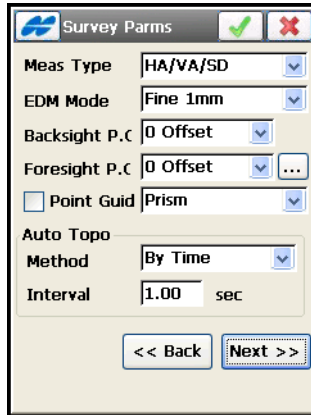 Survey Parms
Meas Type HA/VA/SD
EDM Mode Fine 1mm
Backsight P.C 0 Offset
Foresight P.C 0 Offset ...
Point Guid Prism
Auto Topo
Method By Time
Interval 1.00 sec
<< Back Next >>